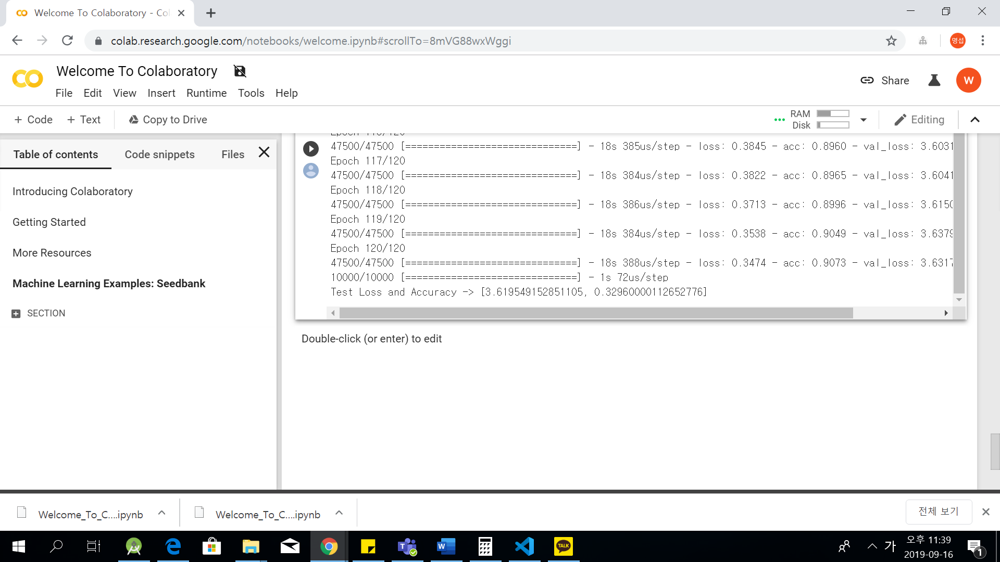 Welcome To Colaboratory - Col
colab.research.google.com/notebooks/welcome.ipynb#scrollTo=8mVG88wxWggi
명섭
Welcome To Colaboratory
Share
W
File Edit View Insert Runtime Tools Help
+ Code + Text Copy to Drive
RAM
Disk
Editing
Table of contents Code snippets Files
Introducing Colaboratory
Getting Started
More Resources
Machine Learning Examples: Seedbank
SECTION
Epoch 116/120
47500/47500 [==============================] - 18s 385us/step - loss: 0.3845 - acc: 0.8960 - val_loss: 3.6031
Epoch 117/120
47500/47500 [==============================] - 18s 384us/step - loss: 0.3822 - acc: 0.8965 - val_loss: 3.6041
Epoch 118/120
47500/47500 [==============================] - 18s 386us/step - loss: 0.3713 - acc: 0.8996 - val_loss: 3.6150
Epoch 119/120
47500/47500 [==============================] - 18s 384us/step - loss: 0.3538 - acc: 0.9049 - val_loss: 3.6379
Epoch 120/120
47500/47500 [==============================] - 18s 388us/step - loss: 0.3474 - acc: 0.9073 - val_loss: 3.6317
10000/10000 [==============================] - 1s 72us/step
Test Loss and Accuracy -> [3.619549152851105, 0.32960000112652776]
Double-click (or enter) to edit
Welcome_To_C....ipynb
Welcome_To_C....ipynb
전체 보기
TALK
가
오후 11:39
2019-09-16
1